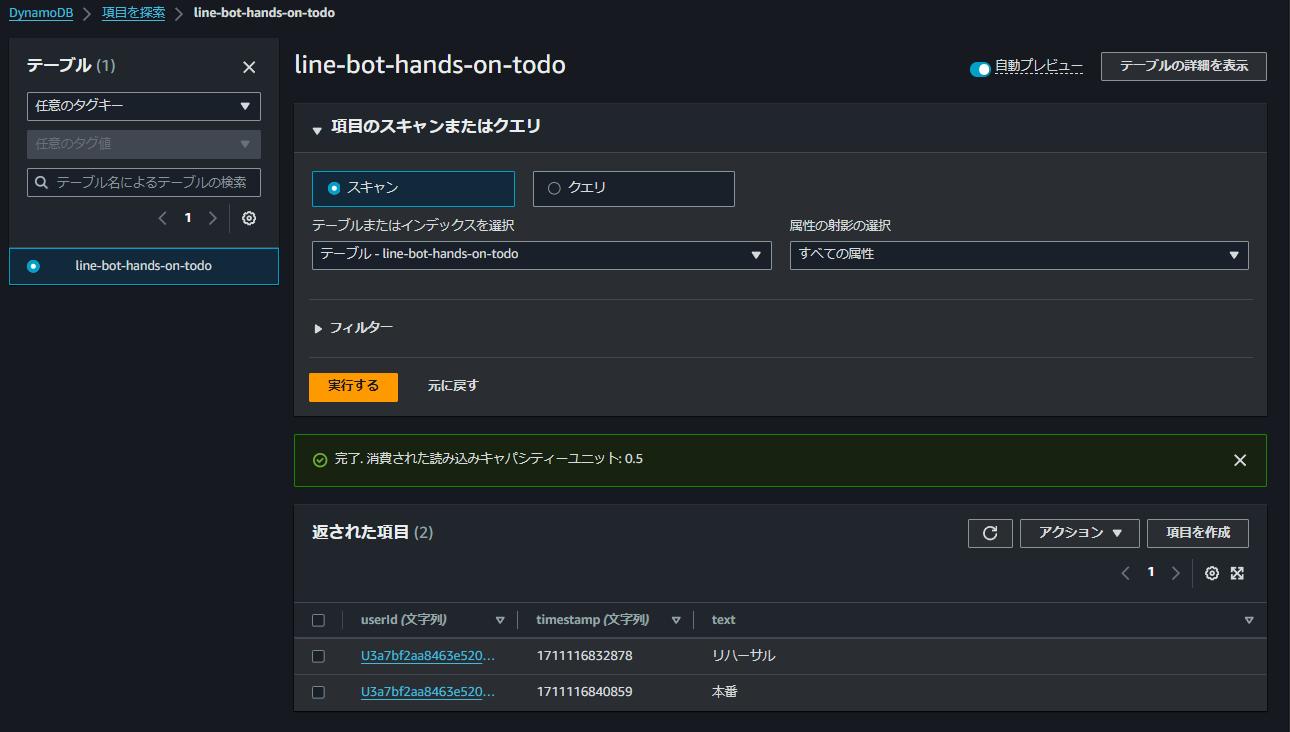 DynamoDB > 項目を探索 > line-bot-hands-on-todo
テーブル (1)
任意のタグキー
任意のタグ値
テーブル名によるテーブルの検索
1
line-bot-hands-on-todo
line-bot-hands-on-todo
自動プレビュー
テーブルの詳細を表示
項目のスキャンまたはクエリ
スキャン
クエリ
テーブルまたはインデックスを選択
属性の射影の選択
テーブル - line-bot-hands-on-todo
すべての属性
フィルター
実行する
元に戻す
完了. 消費された読み込みキャパシティーユニット: 0.5
返された項目 (2)
アクション
項目を作成
1
userId (文字列) timestamp (文字列) text
U3a7bf2aa8463e520... 1711116832878 リハーサル
U3a7bf2aa8463e520... 1711116840859 本番